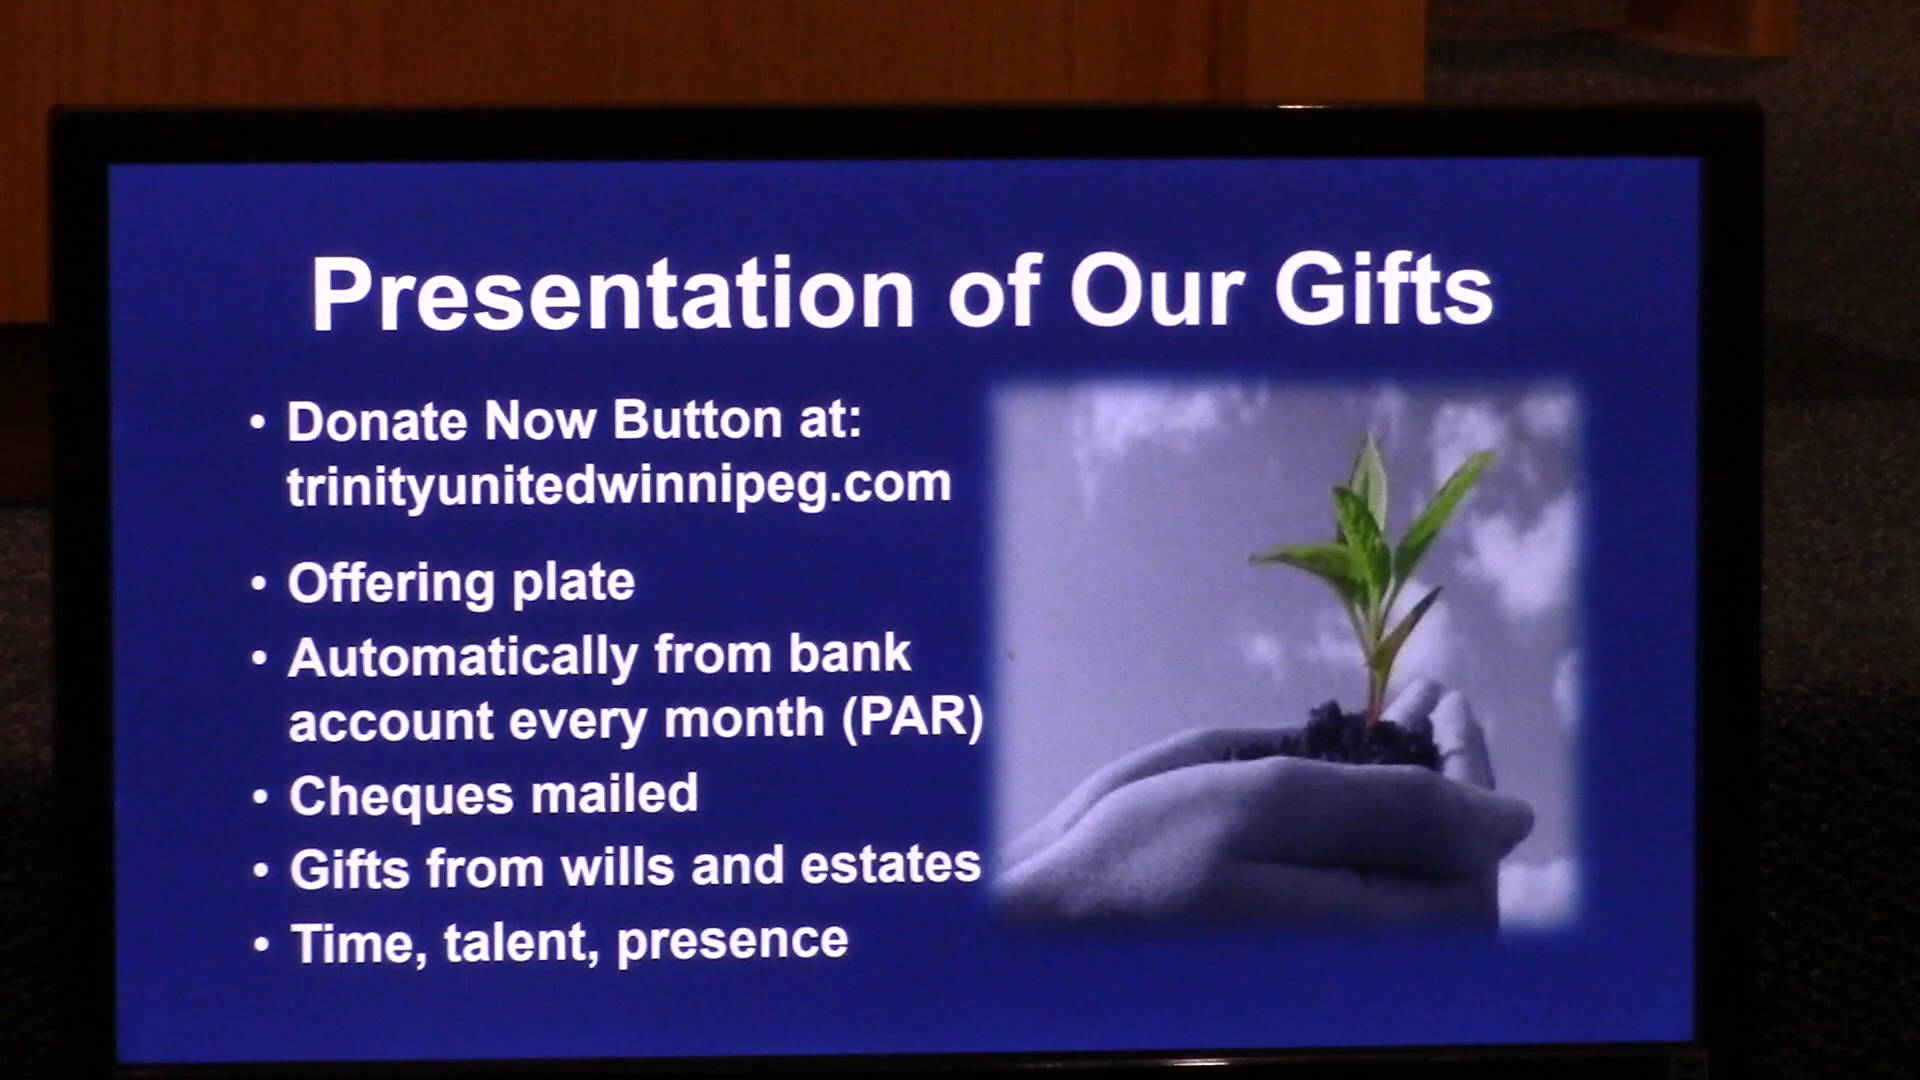 Presentation of Our Gifts
• Donate Now Button at:
trinityunitedwinnipeg.com
• Offering plate
• Automatically from bank
account every month (PAR)
• Cheques mailed
• Gifts from wills and estates
• Time, talent, presence